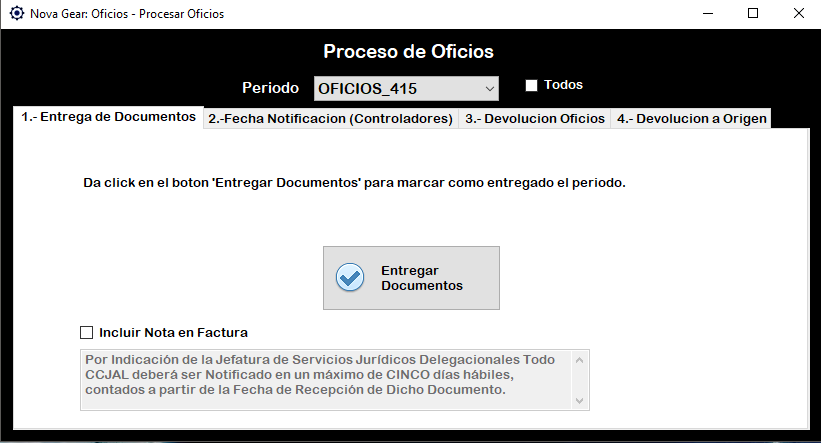 Nova Gear: Oficios - Procesar Oficios
Proceso de Oficios
Periodo OFICIOS_415 Todos
1.- Entrega de Documentos 2.-Fecha Notificacion (Controladores) 3.- Devolucion Oficios 4.- Devolucion a Origen
Da click en el boton 'Entregar Documentos' para marcar como entregado el periodo.
Entregar
Documentos
Incluir Nota en Factura
Por Indicación de la Jefatura de Servicios Jurídicos Delegacionales Todo
CCJAL deberá ser Notificado en un máximo de CINCO días hábiles,
contados a partir de la Fecha de Recepción de Dicho Documento.